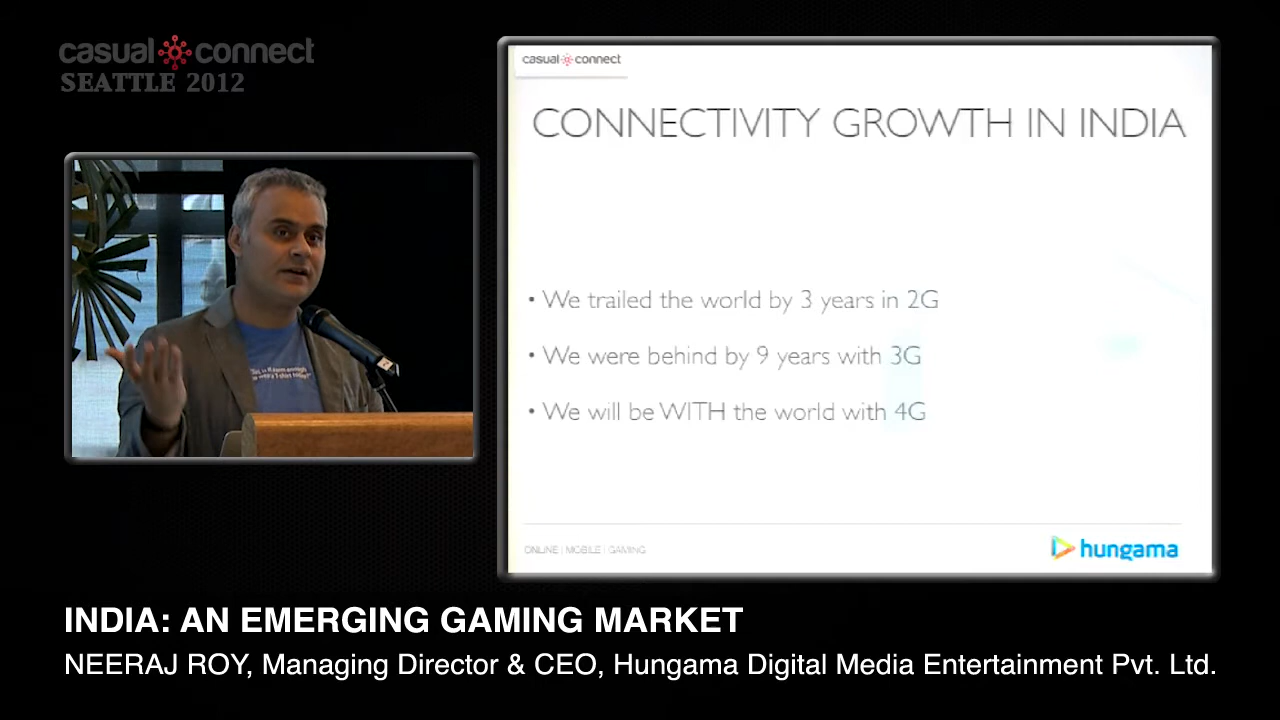 casual connect
SEATTLE 2012
casual connect
CONNECTIVITY GROWTH IN INDIA
• We trailed the world by 3 years in 2G
• We were behind by 9 years with 3G
• We will be WITH the world with 4G
ONLINE | MOBILE | GAMING
hungama
INDIA: AN EMERGING GAMING MARKET
NEERAJ ROY, Managing Director & CEO, Hungama Digital Media Entertainment Pvt. Ltd.